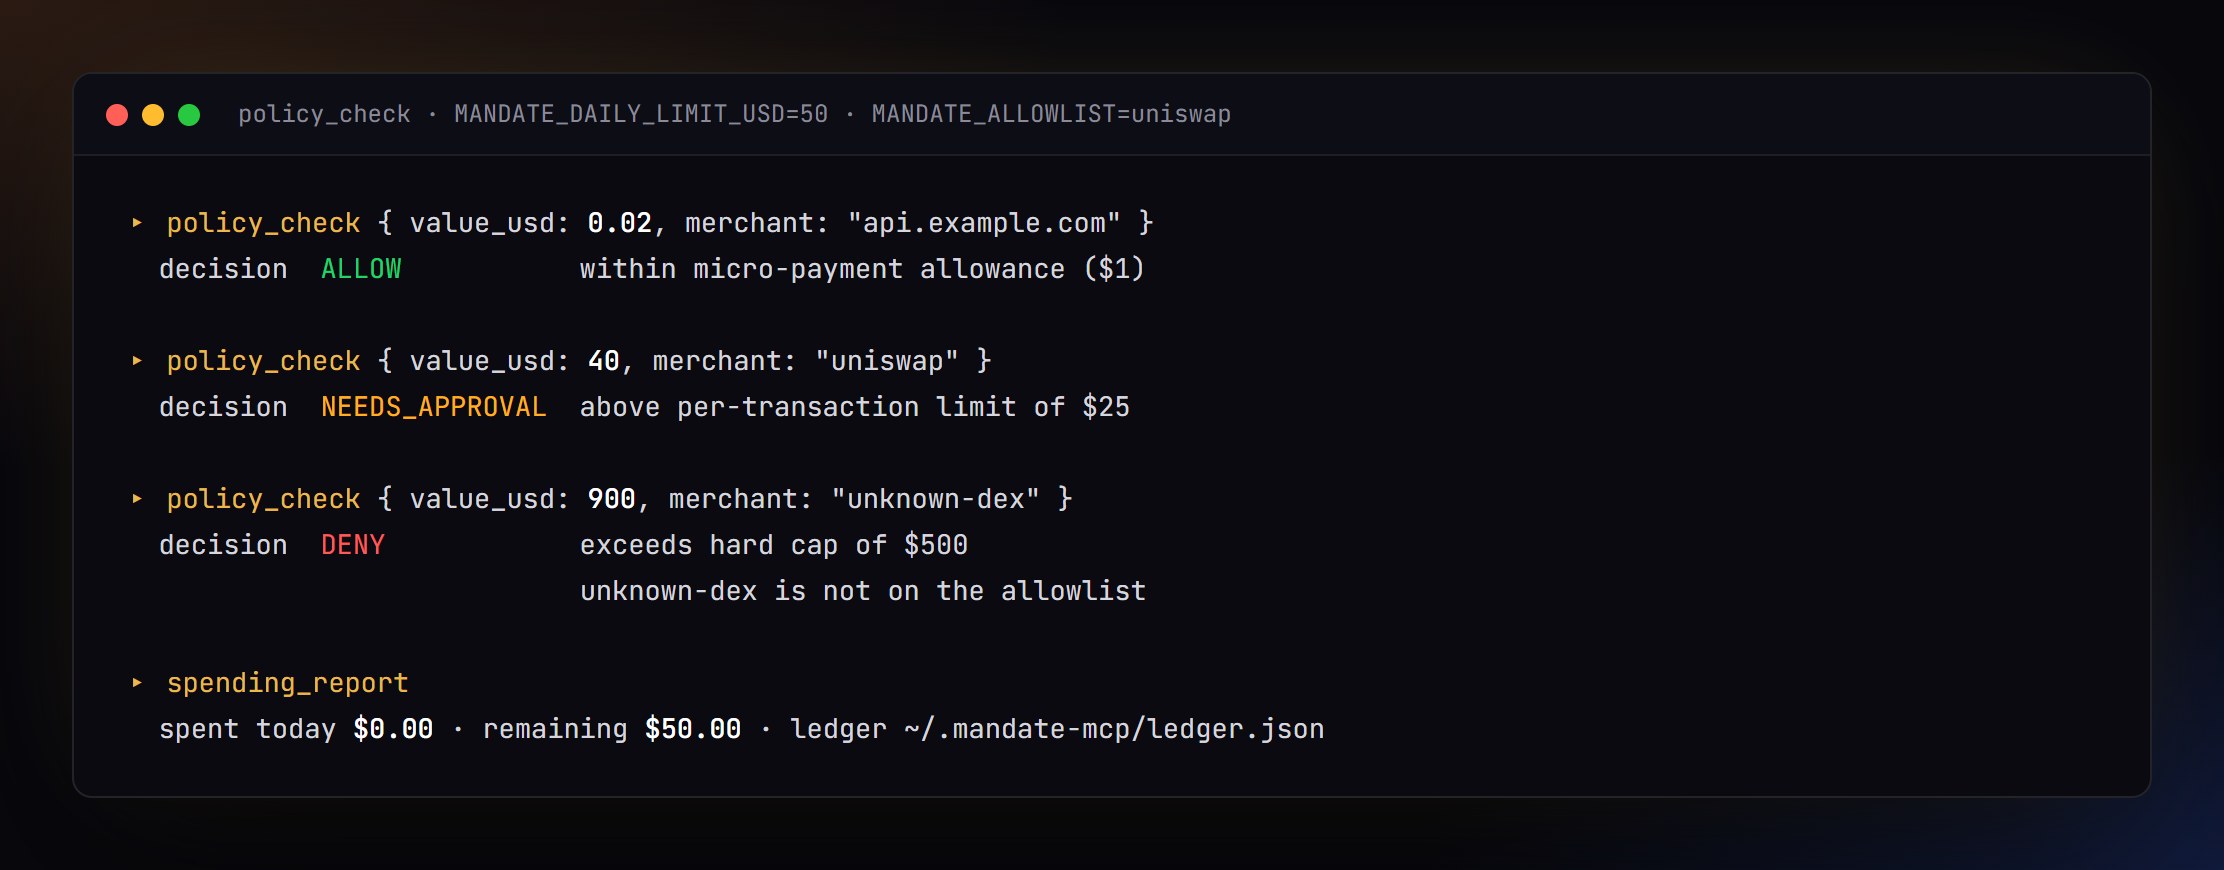 policy_check · MANDATE_DAILY_LIMIT_USD=50 · MANDATE_ALLOWLIST=uniswap
▸ policy_check { value_usd: 0.02, merchant: "api.example.com" }
decision ALLOW within micro-payment allowance ($1)
▸ policy_check { value_usd: 40, merchant: "uniswap" }
decision NEEDS_APPROVAL above per-transaction limit of $25
▸ policy_check { value_usd: 900, merchant: "unknown-dex" }
decision DENY exceeds hard cap of $500
unknown-dex is not on the allowlist
▸ spending_report
spent today $0.00 · remaining $50.00 · ledger ~/.mandate-mcp/ledger.json